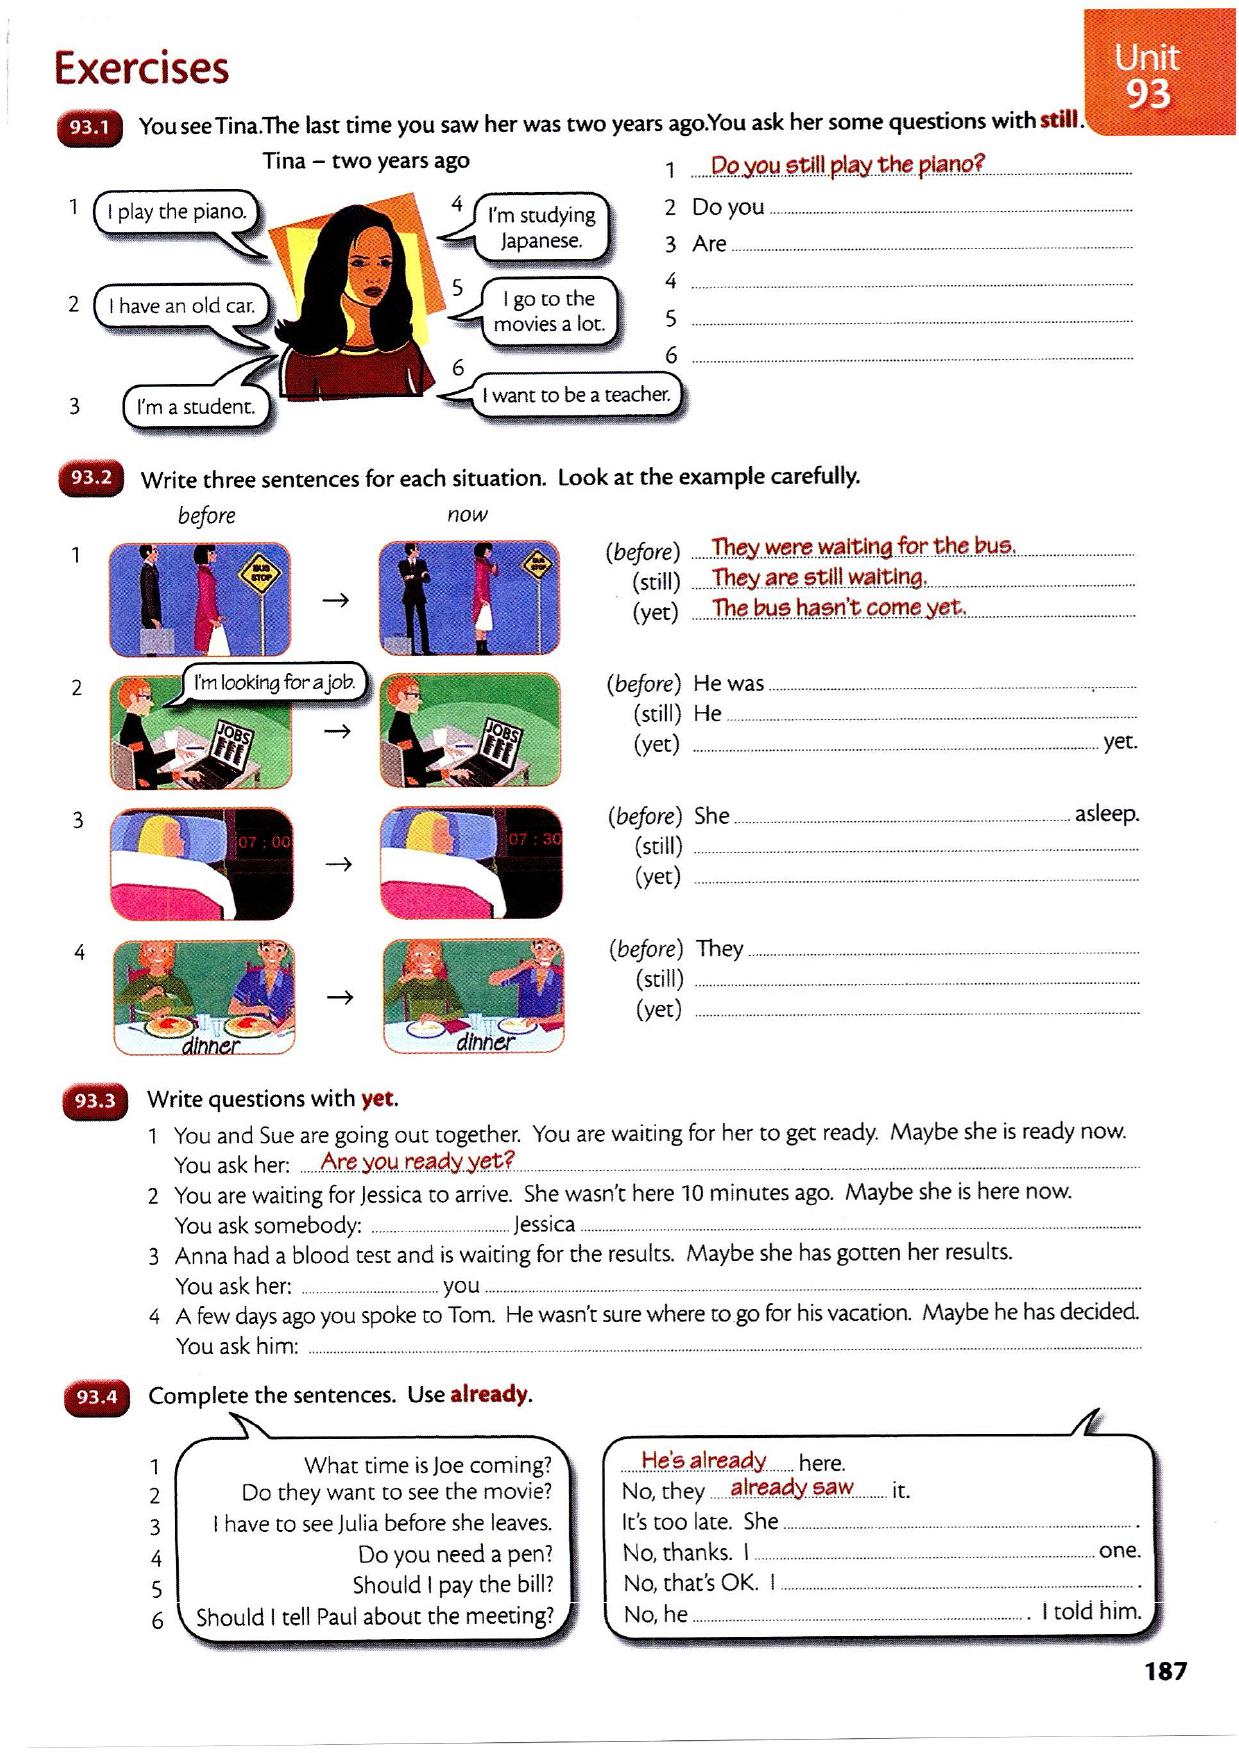 Exercises
Unit
93
93.1 You see Tina. The last time you saw her was two years ago. You ask her some questions with still.
Tina – two years ago
1 I play the piano.
2 I have an old car.
3 I'm a student.
4 I'm studying
Japanese.
5 I go to the
movies a lot.
6 I want to be a teacher.
1 Do you still play the piano?
2 Do you
3 Are
4
5
6
93.2 Write three sentences for each situation. Look at the example carefully.
before now
1 BUS STOP BUS STOP
(before) They were waiting for the bus.
(still) They are still waiting.
(yet) The bus hasn't come yet.
2 I'm looking for a job.
JOBS JOBS
(before) He was
(still) He
(yet) yet.
3 07:00 07:30
(before) She asleep.
(still)
(yet)
4 dinner dinner
(before) They
(still)
(yet)
93.3 Write questions with yet.
1 You and Sue are going out together. You are waiting for her to get ready. Maybe she is ready now.
You ask her: Are you ready yet?
2 You are waiting for Jessica to arrive. She wasn't here 10 minutes ago. Maybe she is here now.
You ask somebody: Jessica
3 Anna had a blood test and is waiting for the results. Maybe she has gotten her results.
You ask her: you
4 A few days ago you spoke to Tom. He wasn't sure where to go for his vacation. Maybe he has decided.
You ask him:
93.4 Complete the sentences. Use already.
1 What time is Joe coming? He's already here.
2 Do they want to see the movie? No, they already saw it.
3 I have to see Julia before she leaves. It's too late. She .
4 Do you need a pen? No, thanks. I one.
5 Should I pay the bill? No, that's OK. I .
6 Should I tell Paul about the meeting? No, he . I told him.
187